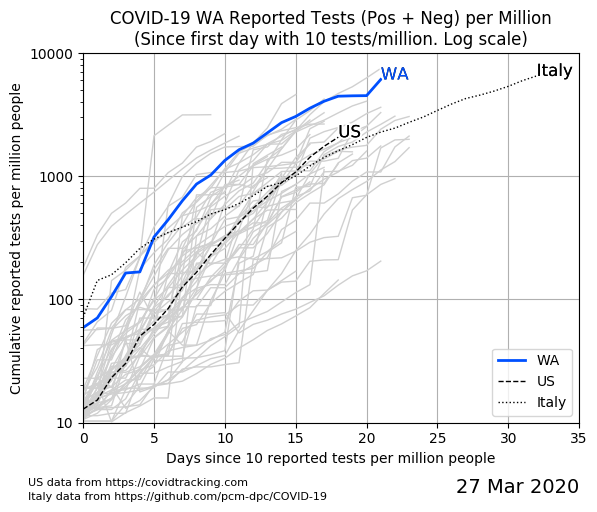 COVID-19 WA Reported Tests (Pos + Neg) per Million
(Since first day with 10 tests/million. Log scale)
Cumulative reported tests per million people
10000
1000
100
10
WA
US
Italy
WA
US
Italy
0 5 10 15 20 25 30 35
Days since 10 reported tests per million people
US data from https://covidtracking.com
Italy data from https://github.com/pcm-dpc/COVID-19
27 Mar 2020